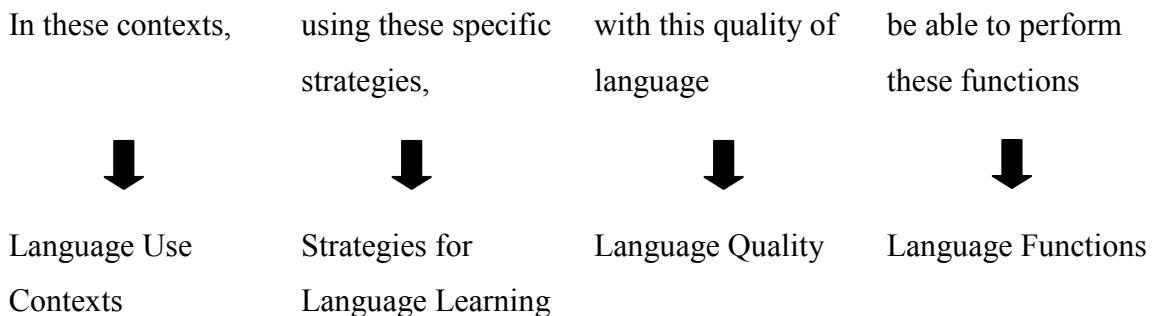 In these contexts,
using these specific
strategies,
with this quality of
language
be able to perform
these functions
Language Use
Contexts
Strategies for
Language Learning
Language Quality
Language Functions